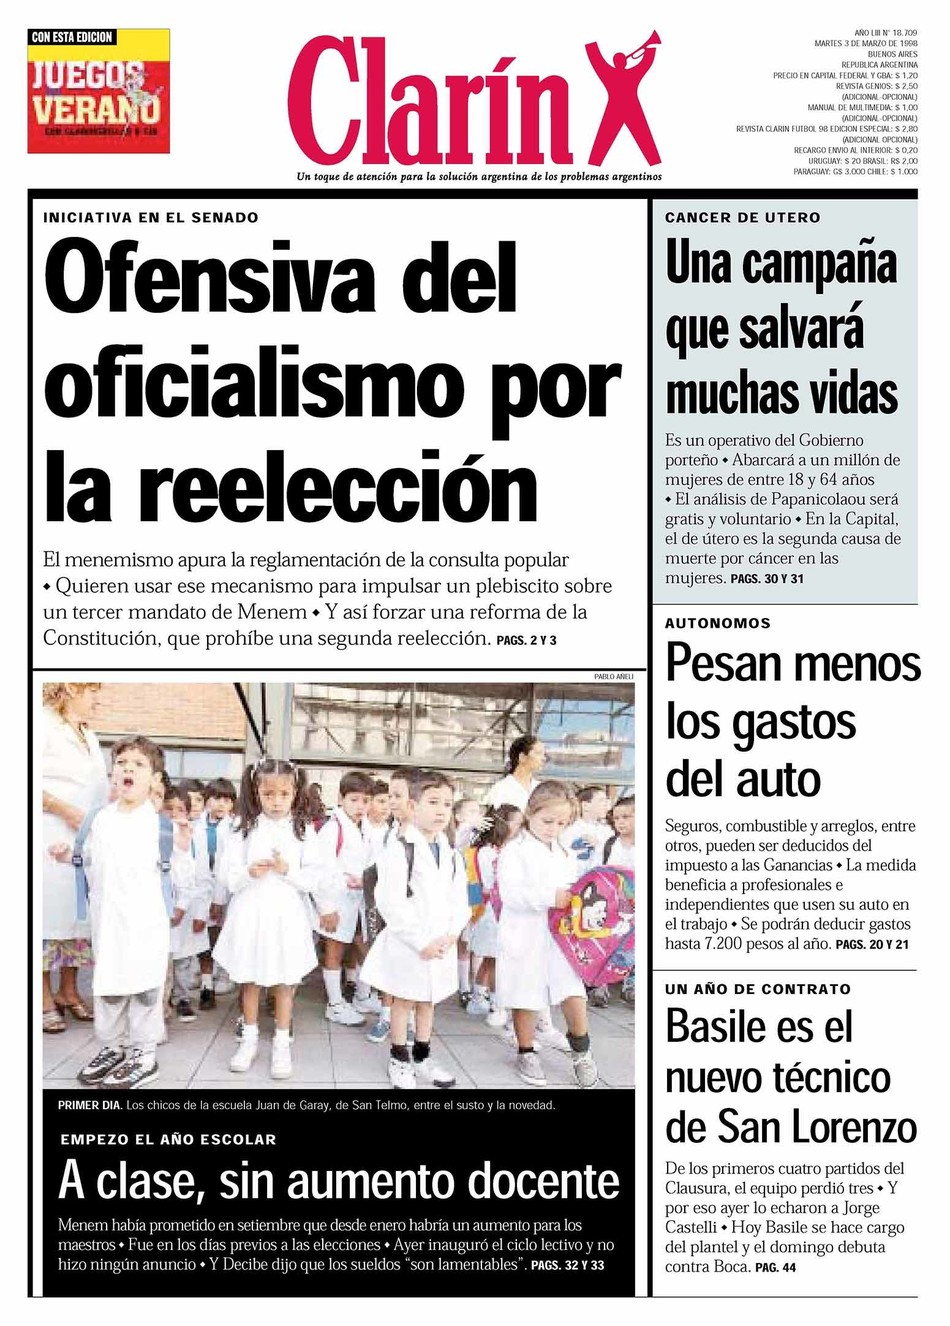 CON ESTA EDICION
JUEGOS
VERANO
Clarín
Un toque de atención para la solución argentina de los problemas argentinos
AÑO LIII N° 18.709
MARTES 3 DE MARZO DE 1998
BUENOS AIRES
REPUBLICA ARGENTINA
PRECIO EN CAPITAL FEDERAL Y GBA: $ 1,20
REVISTA GENIOS: $ 2,50
(ADICIONAL-OPCIONAL)
MANUAL DE MULTIMEDIA: $ 1,00
(ADICIONAL-OPCIONAL)
REVISTA CLARIN FUTBOL 98 EDICION ESPECIAL: $ 2,80
(ADICIONAL OPCIONAL)
RECARGO ENVIO AL INTERIOR: $ 0,20
URUGUAY: $ 20 BRASIL: R$ 2,00
PARAGUAY: G$ 3.000 CHILE: $ 1.000
INICIATIVA EN EL SENADO
Ofensiva del
oficialismo por
la reelección
El menemismo apura la reglamentación de la consulta popular
♦ Quieren usar ese mecanismo para impulsar un plebiscito sobre
un tercer mandato de Menem ♦ Y así forzar una reforma de la
Constitución, que prohíbe una segunda reelección. PAGS. 2 Y 3
PABLO AÑELI
PRIMER DIA. Los chicos de la escuela Juan de Garay, de San Telmo, entre el susto y la novedad.
EMPEZO EL AÑO ESCOLAR
A clase, sin aumento docente
Menem había prometido en setiembre que desde enero habría un aumento para los
maestros ♦ Fue en los días previos a las elecciones ♦ Ayer inauguró el ciclo lectivo y no
hizo ningún anuncio ♦ Y Decibe dijo que los sueldos “son lamentables”. PAGS. 32 Y 33
CANCER DE UTERO
Una campaña
que salvará
muchas vidas
Es un operativo del Gobierno
porteño ♦ Abarcará a un millón de
mujeres de entre 18 y 64 años
♦ El análisis de Papanicolaou será
gratis y voluntario ♦ En la Capital,
el de útero es la segunda causa de
muerte por cáncer en las
mujeres. PAGS. 30 Y 31
AUTONOMOS
Pesan menos
los gastos
del auto
Seguros, combustible y arreglos, entre
otros, pueden ser deducidos del
impuesto a las Ganancias ♦ La medida
beneficia a profesionales e
independientes que usen su auto en
el trabajo ♦ Se podrán deducir gastos
hasta 7.200 pesos al año. PAGS. 20 Y 21
UN AÑO DE CONTRATO
Basile es el
nuevo técnico
de San Lorenzo
De los primeros cuatro partidos del
Clausura, el equipo perdió tres ♦ Y
por eso ayer lo echaron a Jorge
Castelli ♦ Hoy Basile se hace cargo
del plantel y el domingo debuta
contra Boca. PAG. 44